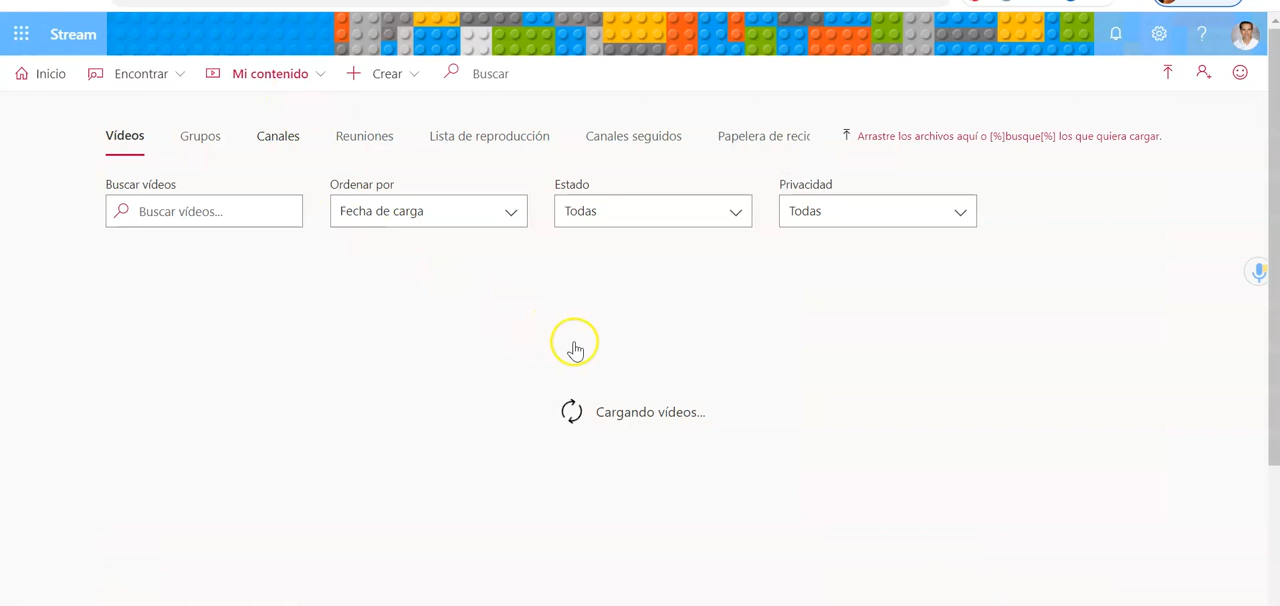 Stream
?
Inicio Encontrar Mi contenido Crear Buscar
Vídeos Grupos Canales Reuniones Lista de reproducción Canales seguidos Papelera de recic Arrastre los archivos aquí o [%]busque[%] los que quiera cargar.
Buscar vídeos Ordenar por Estado Privacidad
Buscar vídeos... Fecha de carga Todas Todas
Cargando vídeos...